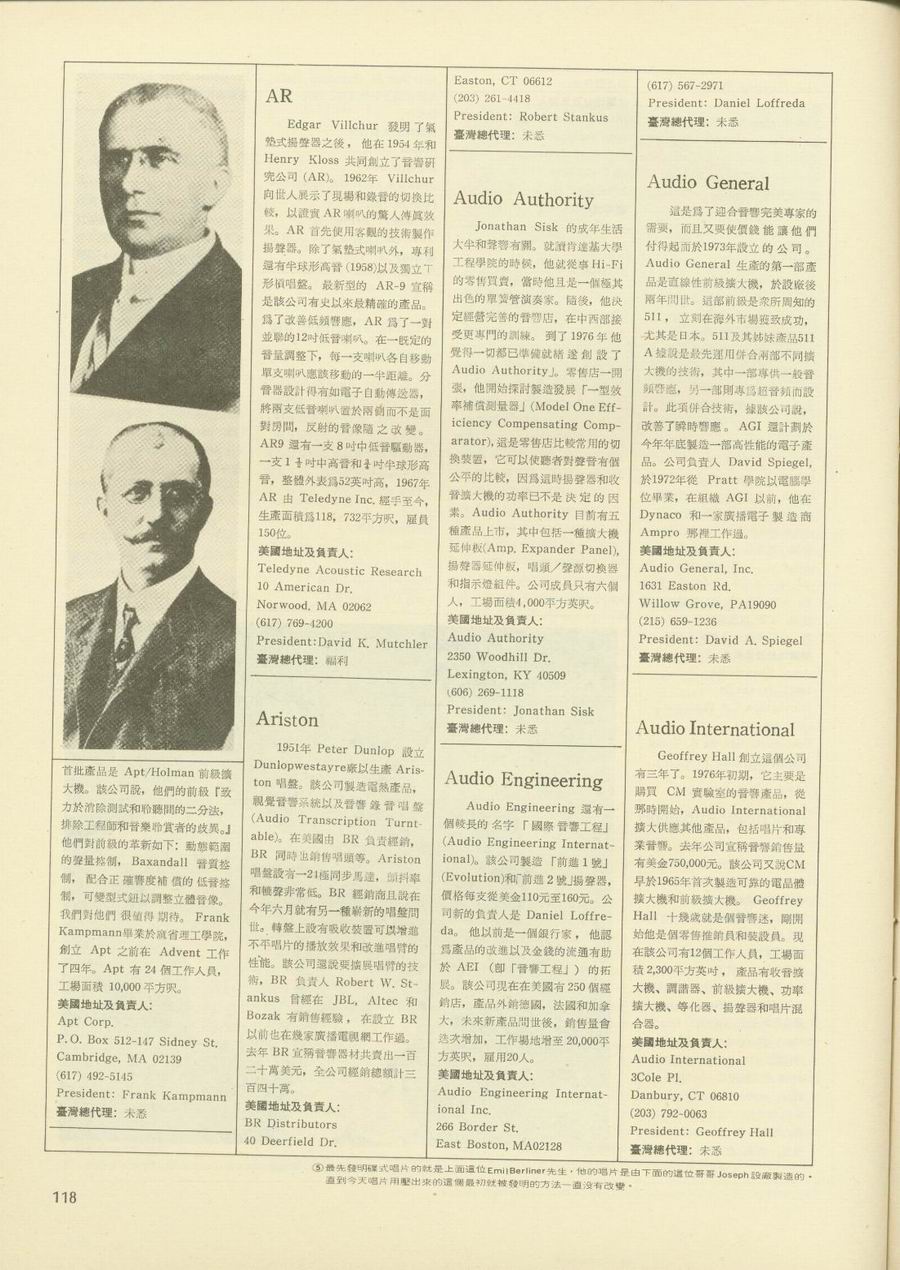 首批產品是 Apt/Holman 前級擴
大機。該公司說，他們的前級『致
力於消除測試和聆聽間的二分法，
排除工程師和音樂聆賞者的歧異。』
他們對前級的革新如下：動態範圍
的聲量控制，Baxandall 音質控
制，配合正確響度補償的低音控
制，可變型式鈕以調整立體音像。
我們對他們很值得期待。 Frank
Kampmann畢業於麻省理工學院，
創立 Apt 之前在 Advent 工作
了四年。Apt 有 24 個工作人員，
工場面積 10,000 平方呎。
美國地址及負責人：
Apt Corp.
P.O. Box 512-147 Sidney St.
Cambridge, MA 02139
(617) 492-5145
President: Frank Kampmann
臺灣總代理：未悉
AR
Edgar Villchur 發明了氣
墊式揚聲器之後，他在 1954 年和
Henry Kloss 共同創立了音響研
究公司 (AR)。 1962年 Villchur
向世人展示了現場和錄音的切換比
較，以證實 AR 喇叭的驚人傳真效
果。AR 首先使用客觀的技術製作
揚聲器。除了氣墊式喇叭外，專利
還有半球形高音 (1958)以及獨立丁
形楨唱盤。 最新型的 AR-9 宣稱
是該公司有史以來最精確的產品。
爲了改善低頻響應，AR 爲了一對
並聯的12吋低音喇叭。在一旣定的
音量調整下，每一支喇叭各自移動
單支喇叭應該移動的一半距離。分
音器設計得有如電子自動傳送器，
將兩支低音喇叭置於兩側而不是面
對房間，反射的音像隨之改變。
AR9 還有一支 8 吋中低音驅動器，
一支 1 ½吋中高音和¾吋半球形高
音，整體外表爲52英吋高，1967年
AR 由 Teledyne Inc. 經手至今，
生產面積爲118，732平方呎，雇員
150位。
美國地址及負責人：
Teledyne Acoustic Research
10 American Dr.
Norwood. MA 02062
(617) 769-4200
President:David K. Mutchler
臺灣總代理：福利
Ariston
1951年 Peter Dunlop 設立
Dunlopwestayre廠以生產 Aris-
ton 唱盤。該公司製造電熱產品，
視覺音響系統以及音響錄音唱盤
(Audio Transcription Turnt-
able)。在美國由 BR 負責經銷，
BR 同時出銷售唱頭等。Ariston
唱盤設有一21極同步馬達，顫抖率
和機聲非常低。BR 經銷商且說在
今年六月就有另一種嶄新的唱盤問
世。轉盤上設有吸收裝置可以增進
不平唱片的播放效果和改進唱臂的
性能。該公司還說要擴展唱臂的技
術，BR 負責人 Robert W. St-
ankus 曾經在 JBL, Altec 和
Bozak 有銷售經驗，在設立 BR
以前也在幾家廣播電視網工作過。
去年 BR 宣稱音響器材共賣出一百
二十萬美元，全公司經銷總額計三
百四十萬。
美國地址及負責人：
BR Distributors
40 Deerfield Dr.
Easton, CT 06612
(203) 261-4418
President: Robert Stankus
臺灣總代理：未悉
Audio Authority
Jonathan Sisk 的成年生活
大半和聲響有關。就讀肯達基大學
工程學院的時候，他就從事 Hi-Fi
的零售買賣，當時他且是一個極其
出色的單簧管演奏家。隨後，他決
定經營完善的音響店，在中西部接
受更專門的訓練。 到了 1976 年他
覺得一切都已準備就緒遂創設了
Audio Authority」。零售店一開
張，他開始探討製造發展「一型效
率補償測量器」(Model One Eff-
iciency Compensating Comp-
arator)，這是零售店比較常用的切
換裝置，它可以使聽者對聲音有個
公平的比較，因爲這時揚聲器和收
音擴大機的功率已不是決定的因
素。Audio Authority 目前有五
種產品上市，其中包括一種擴大機
延伸板(Amp. Expander Panel),
揚聲器延伸板，唱頭／聲源切換器
和指示燈組件。公司成員只有六個
人，工場面積4,000平方英呎。
美國地址及負責人：
Audio Authority
2350 Woodhill Dr.
Lexington, KY 40509
(606) 269-1118
President: Jonathan Sisk
臺灣總代理：未悉
Audio Engineering
Audio Engineering 還有一
個較長的名字「國際音響工程」
(Audio Engineering Internat-
ional)。該公司製造「前進 1 號」
(Evolution)和「前進 2 號」揚聲器，
價格每支從美金110元至160元。公
司新的負責人是 Daniel Loffre-
da。 他以前是一個銀行家，他認
爲產品的改進以及金錢的流通有助
於 AEI （卽「音響工程」）的拓
展。該公司現在在美國有 250 個經
銷店，產品外銷德國，法國和加拿
大，未來新產品問世後，銷售量會
迭次增加，工作場地增至 20,000平
方英呎，雇用20人。
美國地址及負責人：
Audio Engineering Internat-
ional Inc.
266 Border St.
East Boston, MA02128
(617) 567-2971
President: Daniel Loffreda
臺灣總代理：未悉
Audio General
這是爲了迎合音響完美專家的
需要，而且又要使價錢能讓他們
付得起而於1973年設立的公司。
Audio General 生產的第一部產
品是直線性前級擴大機，於設廠後
兩年問世。這部前級是衆所周知的
511，立刻在海外市場獲致成功，
尤其是日本。511及其姊妹產品511
A 據說是最先運用併合兩部不同擴
大機的技術，其中一部專供一般音
頻響應，另一部則專爲超音頻而設
計。此項併合技術，據該公司說，
改善了瞬時響應。 AGI 還計劃於
今年年底製造一部高性能的電子產
品。公司負責人 David Spiegel,
於1972年從 Pratt 學院以電腦學
位畢業，在組織 AGI 以前，他在
Dynaco 和一家廣播電子製造商
Ampro 那裡工作過。
美國地址及負責人：
Audio General, Inc.
1631 Easton Rd.
Willow Grove, PA19090
(215) 659-1236
President: David A. Spiegel
臺灣總代理：未悉
Audio International
Geoffrey Hall 創立這個公司
有三年了。1976年初期，它主要是
購買 CM 實驗室的音響產品，從
那時開始，Audio International
擴大供應其他產品，包括唱片和專
業音響。去年公司宣稱音響銷售量
有美金750,000元。該公司又說CM
早於1965年首次製造可靠的電晶體
擴大機和前級擴大機。 Geoffrey
Hall 十幾歲就是個音響迷，剛開
始他是個零售推銷員和裝設員。現
在該公司有12個工作人員，工場面
積 2,300平方英吋，產品有收音擴
大機、調諧器、前級擴大機、功率
擴大機、等化器、揚聲器和唱片混
合器。
美國地址及負責人：
Audio International
3Cole Pl.
Danbury, CT 06810
(203) 792-0063
President: Geoffrey Hall
臺灣總代理：未悉
⑤最先發明碟式唱片的就是上面這位Emil Berliner先生，他的唱片是由下面的這位哥哥 Joseph 設廠製造的，
直到今天唱片用壓出來的這個最初就被發明的方法一直沒有改變。
118